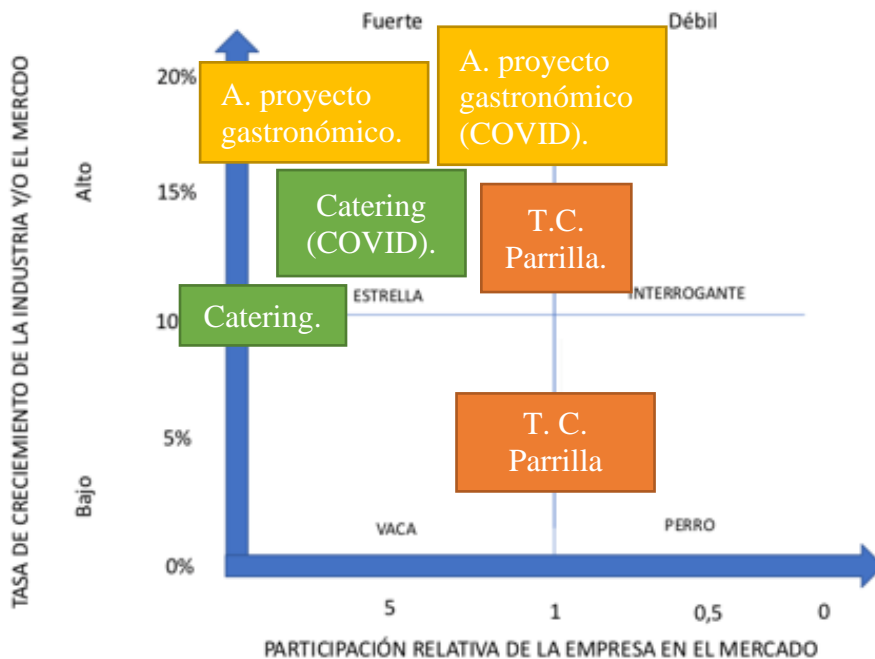 Fuerte
Débil
20%
A. proyecto
gastronómico.
A. proyecto
gastronómico
(COVID).
15%
Alto
Catering
(COVID).
T.C.
Parrilla.
ESTRELLA
INTERROGANTE
10
Catering.
TASA DE CRECIEMIENTO DE LA INDUSTRIA Y/O EL MERCDO
5%
T. C.
Parrilla
Bajo
VACA
PERRO
0%
5
1
0,5
0
PARTICIPACIÓN RELATIVA DE LA EMPRESA EN EL MERCADO